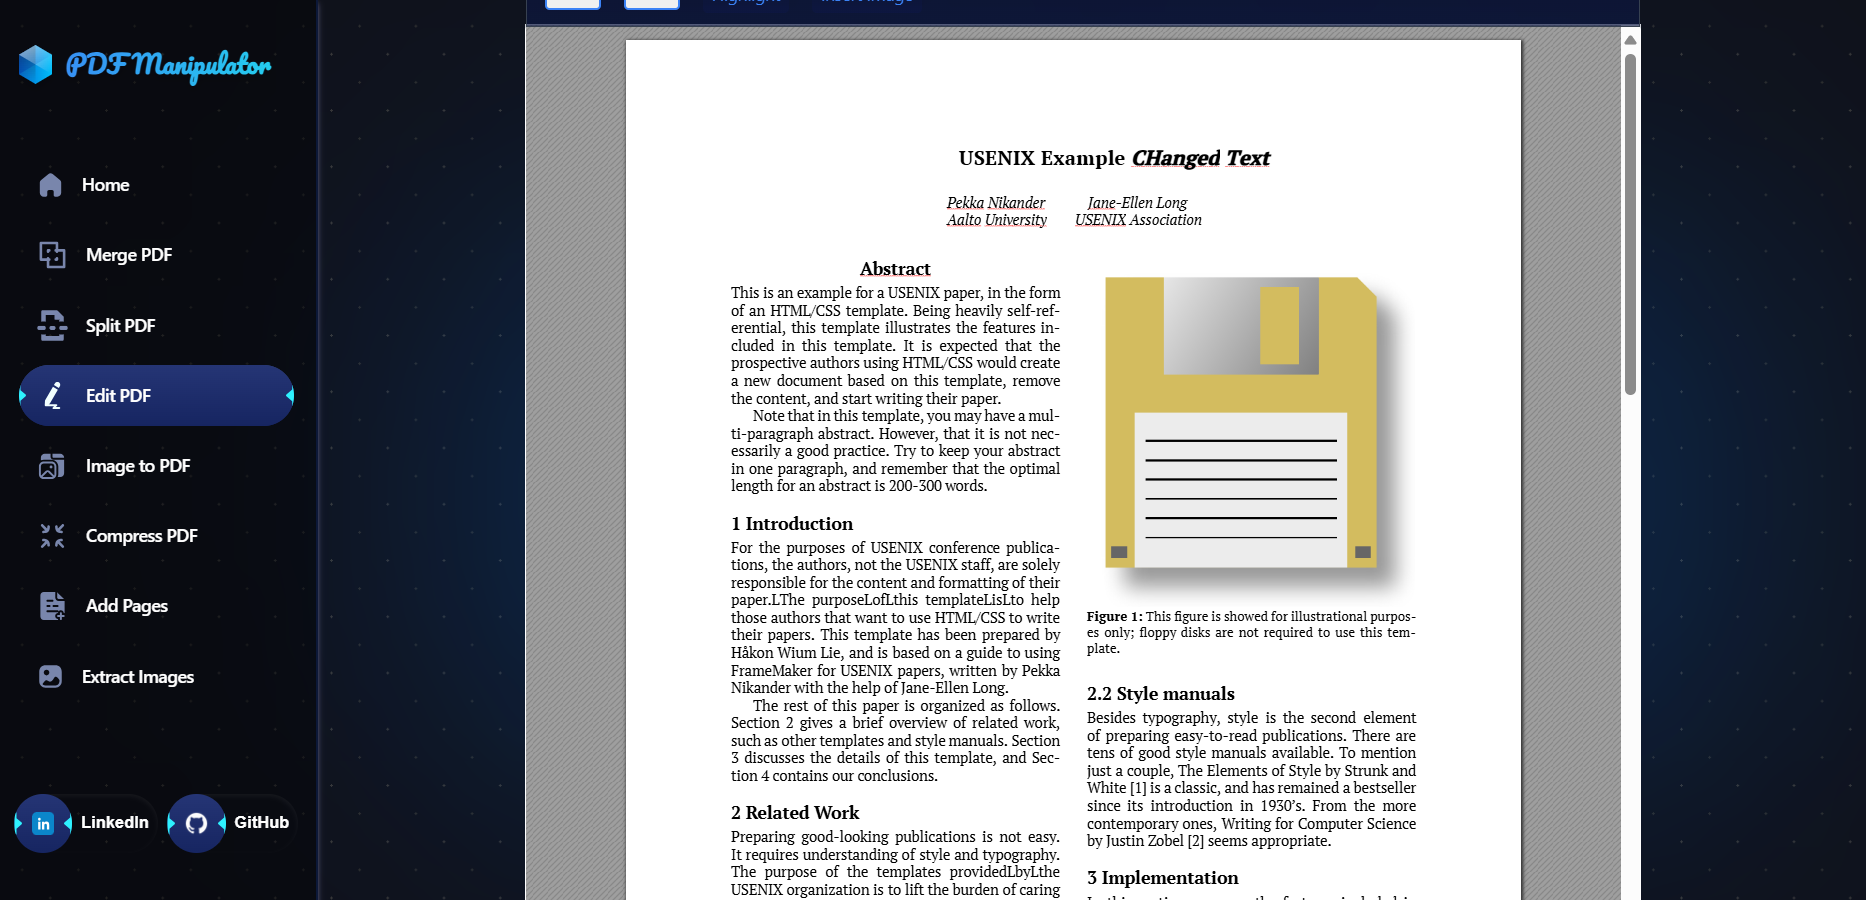 PDF Manipulator
Home
Merge PDF
Split PDF
Edit PDF
Image to PDF
Compress PDF
Add Pages
Extract Images
in LinkedIn
GitHub
USENIX Example CHanged Text
Pekka Nikander
Aalto University
Jane-Ellen Long
USENIX Association
Abstract
This is an example for a USENIX paper, in the form
of an HTML/CSS template. Being heavily self-ref-
erential, this template illustrates the features in-
cluded in this template. It is expected that the
prospective authors using HTML/CSS would create
a new document based on this template, remove
the content, and start writing their paper.
Note that in this template, you may have a mul-
ti-paragraph abstract. However, that it is not nec-
essarily a good practice. Try to keep your abstract
in one paragraph, and remember that the optimal
length for an abstract is 200-300 words.
1 Introduction
For the purposes of USENIX conference publica-
tions, the authors, not the USENIX staff, are solely
responsible for the content and formatting of their
paper.LThe purposeLofLthis templateLisLto help
those authors that want to use HTML/CSS to write
their papers. This template has been prepared by
Håkon Wium Lie, and is based on a guide to using
FrameMaker for USENIX papers, written by Pekka
Nikander with the help of Jane-Ellen Long.
The rest of this paper is organized as follows.
Section 2 gives a brief overview of related work,
such as other templates and style manuals. Section
3 discusses the details of this template, and Sec-
tion 4 contains our conclusions.
2 Related Work
Preparing good-looking publications is not easy.
It requires understanding of style and typography.
The purpose of the templates providedLbyLthe
USENIX organization is to lift the burden of caring
Figure 1: This figure is showed for illustrational purpos-
es only; floppy disks are not required to use this tem-
plate.
2.2 Style manuals
Besides typography, style is the second element
of preparing easy-to-read publications. There are
tens of good style manuals available. To mention
just a couple, The Elements of Style by Strunk and
White [1] is a classic, and has remained a bestseller
since its introduction in 1930’s. From the more
contemporary ones, Writing for Computer Science
by Justin Zobel [2] seems appropriate.
3 Implementation